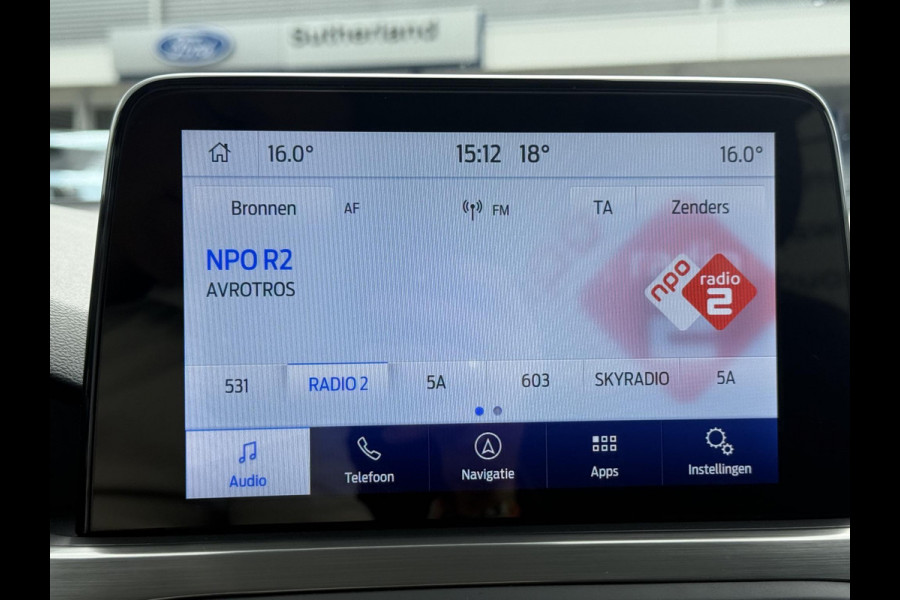 Ford Sutherland
16.0° 15:12 18° 16.0°
Bronnen AF FM TA Zenders
NPO R2
AVROTROS
npo radio 2
531 RADIO 2 5A 603 SKYRADIO 5A
Audio Telefoon Navigatie Apps Instellingen